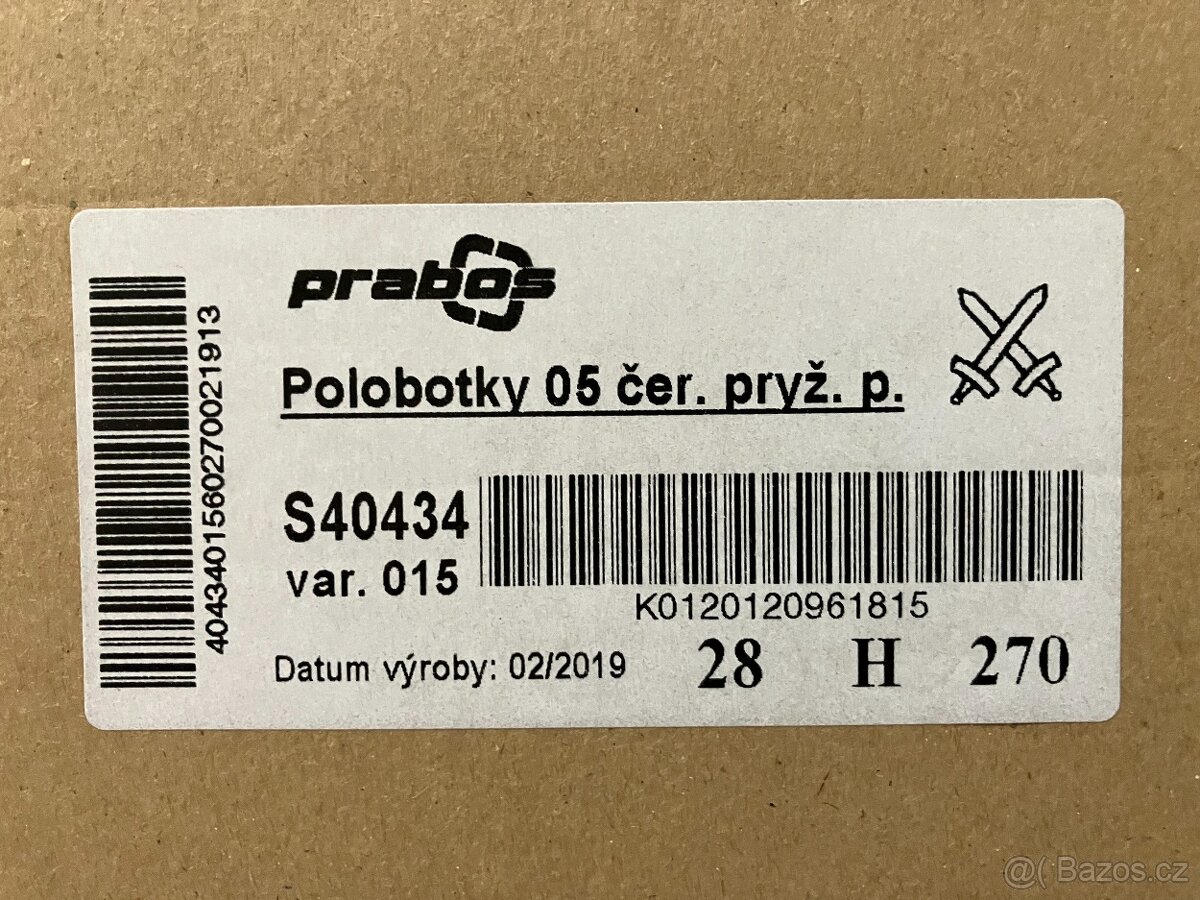 prabos
Polobotky 05 čer. pryž. p.
S40434
var. 015
K0120120961815
Datum výroby: 02/2019
28 H 270
4043401560270021913
@( Bazos.cz